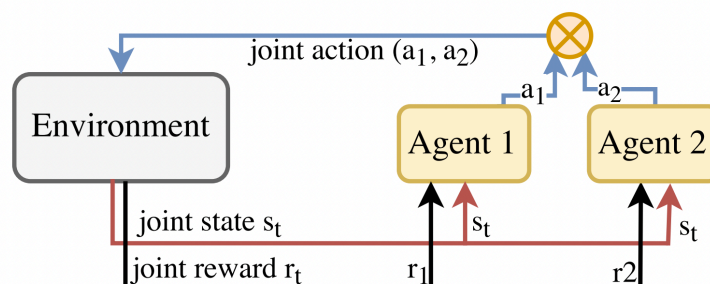 joint action (a1, a2)
a1
a2
Environment
Agent 1
Agent 2
joint state st
st
st
joint reward rt
r1
r2